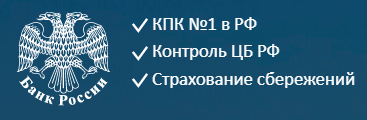 КПК №1 в РФ
Контроль ЦБ РФ
Страхование сбережений
Банк России